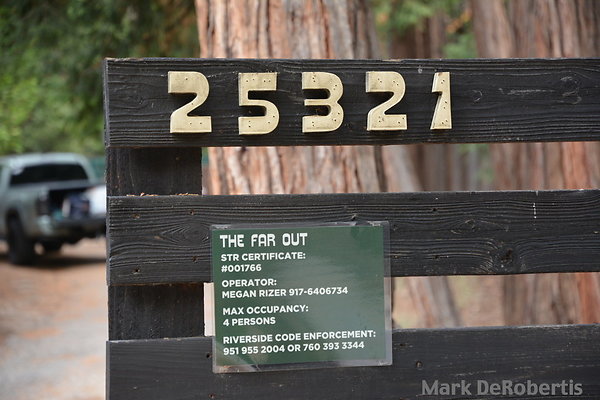 25321
THE FAR OUT
STR CERTIFICATE:
#001766
OPERATOR:
MEGAN RIZER 917-6406734
MAX OCCUPANCY:
4 PERSONS
RIVERSIDE CODE ENFORCEMENT:
951 955 2004 OR 760 393 3344
Mark DeRobertis